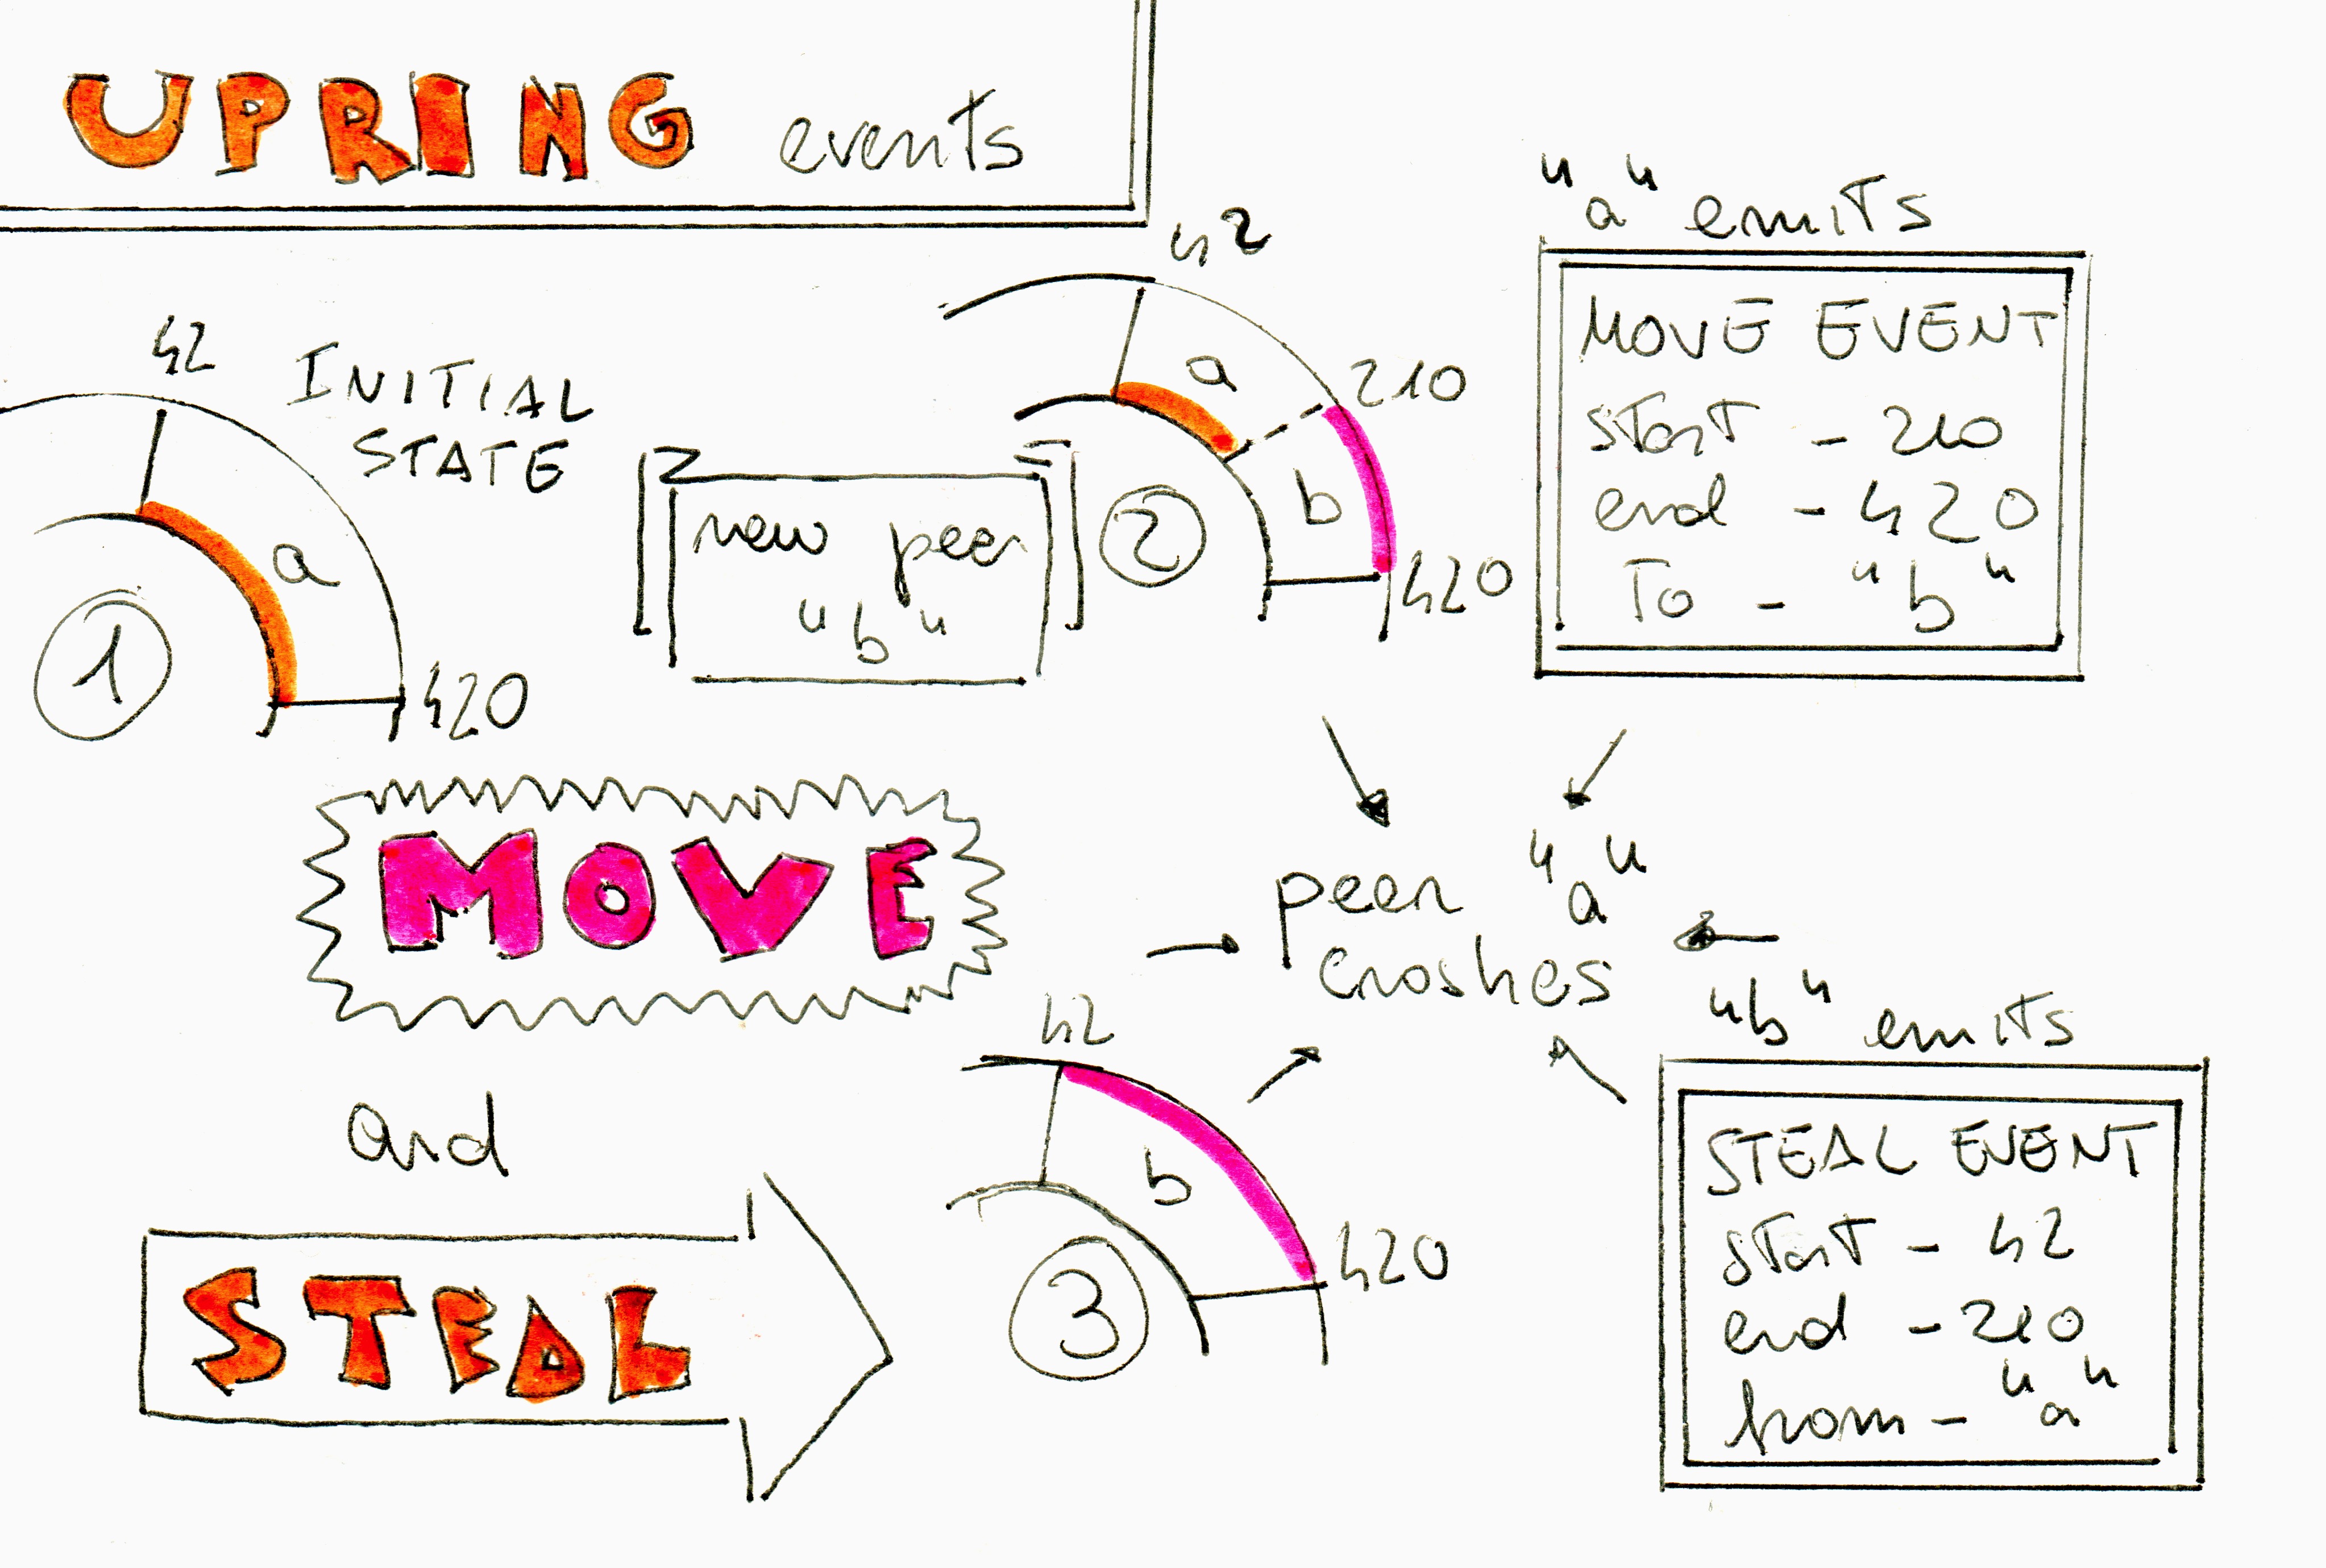 UPRING events
42
INITIAL
STATE
a
1
420
new peer
"b"
42
a
210
b
2
420
"a" emits
MOVE EVENT
start - 210
end - 420
To - "b"
MOVE
and
STEAL
peer "a"
crashes
42
b
3
420
"b" emits
STEAL EVENT
start - 42
end - 210
from - "a"